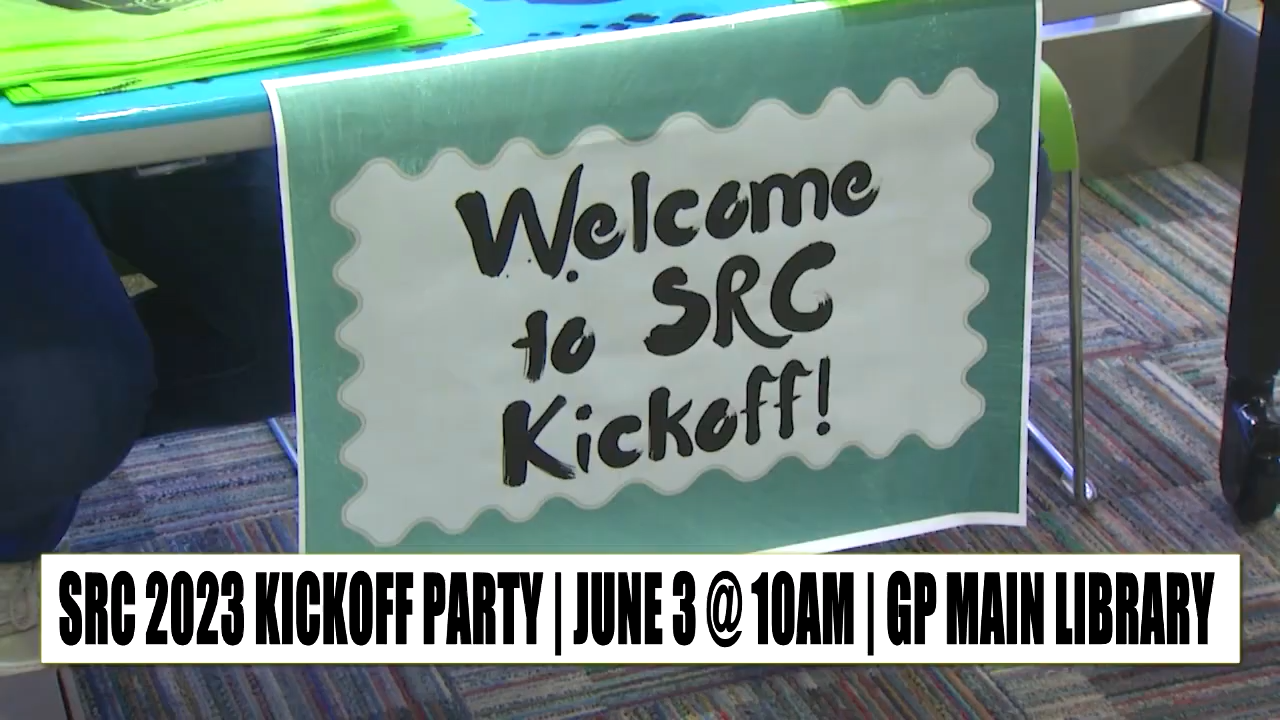 Welcome
to SRC
Kickoff!
SRC 2023 KICKOFF PARTY | JUNE 3 @ 10AM | GP MAIN LIBRARY